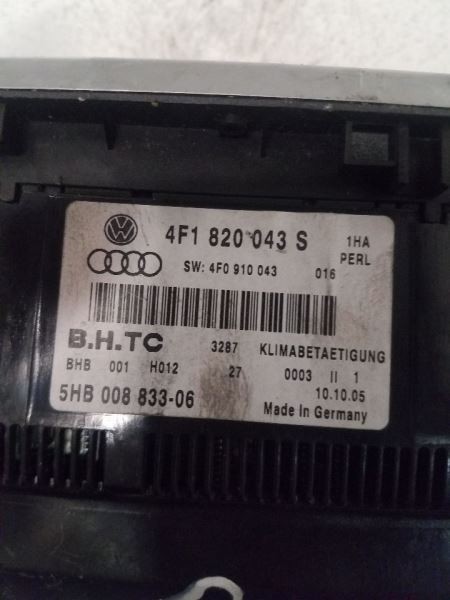 4F1 820 043 S 1HA
SW: 4F0 910 043 016 PERL
B.H.TC 3287 KLIMABETAETIGUNG
BHB 001 H012 27 0003 II 1
5HB 008 833-06 10.10.05
Made in Germany